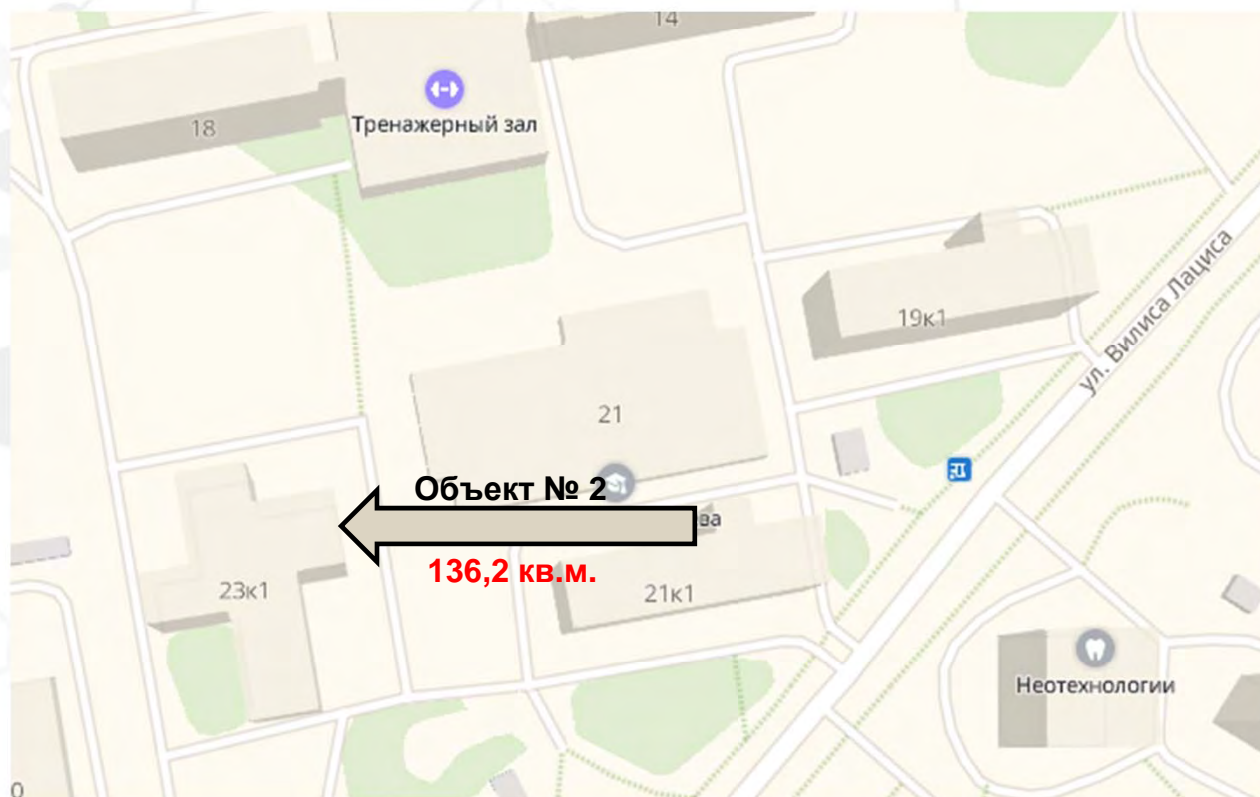 14
18
Тренажерный зал
19к1
ул. Вилиса Лациса
21
Объект № 2
ва
136,2 кв.м.
23к1
21к1
Неотехнологии
0